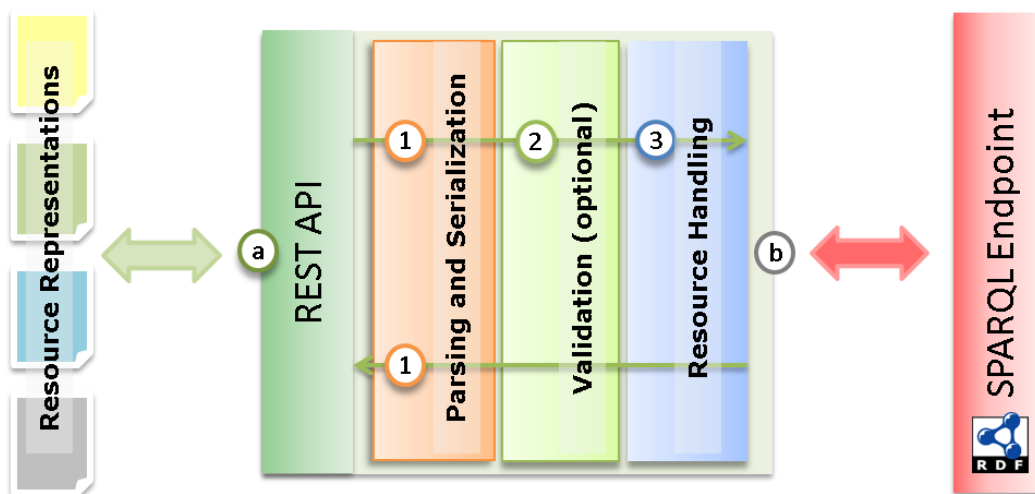 Resource Representations
a
REST API
1
1
Parsing and Serialization
2
Validation (optional)
3
Resource Handling
b
SPARQL Endpoint
RDF